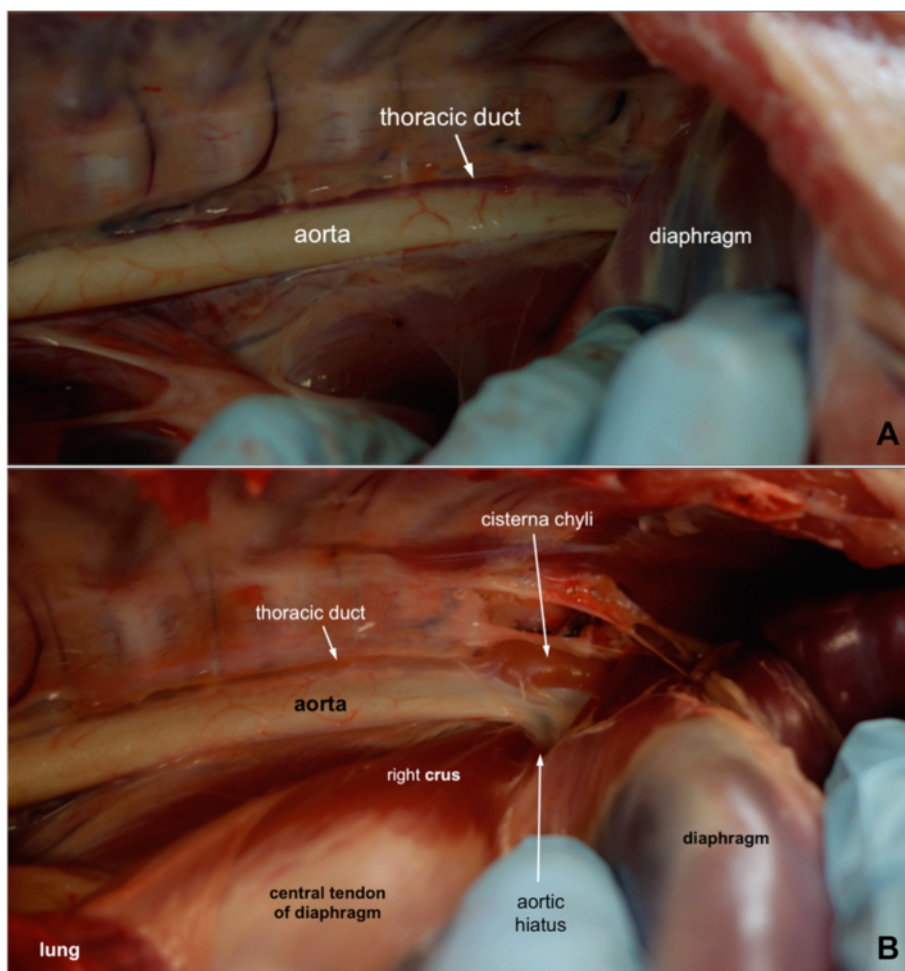 thoracic duct
aorta
diaphragm
A
cisterna chyli
thoracic duct
aorta
right crus
diaphragm
central tendon
of diaphragm
aortic
hiatus
lung
B